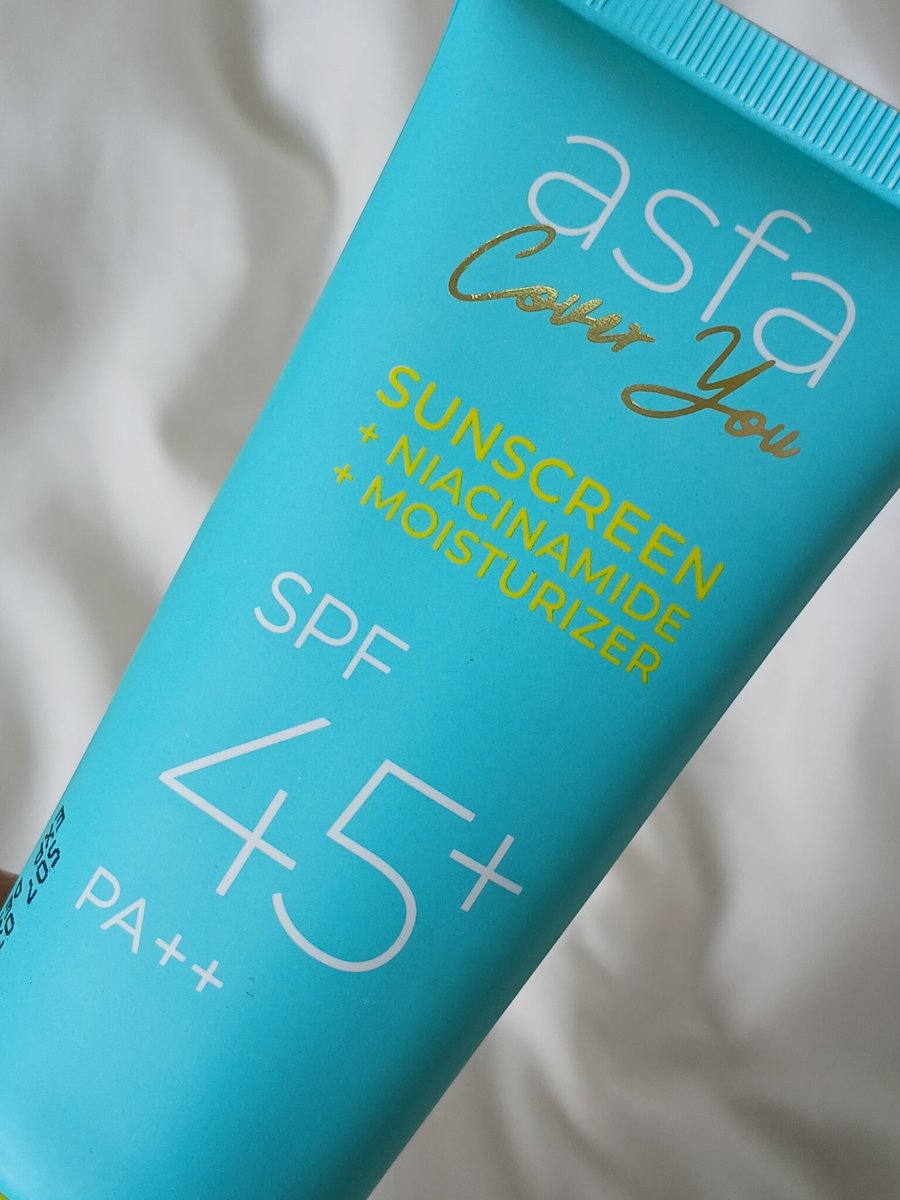 asfa
Cover You
SUNSCREEN
+ NIACINAMIDE
+ MOISTURIZER
SPF
45+
PA++